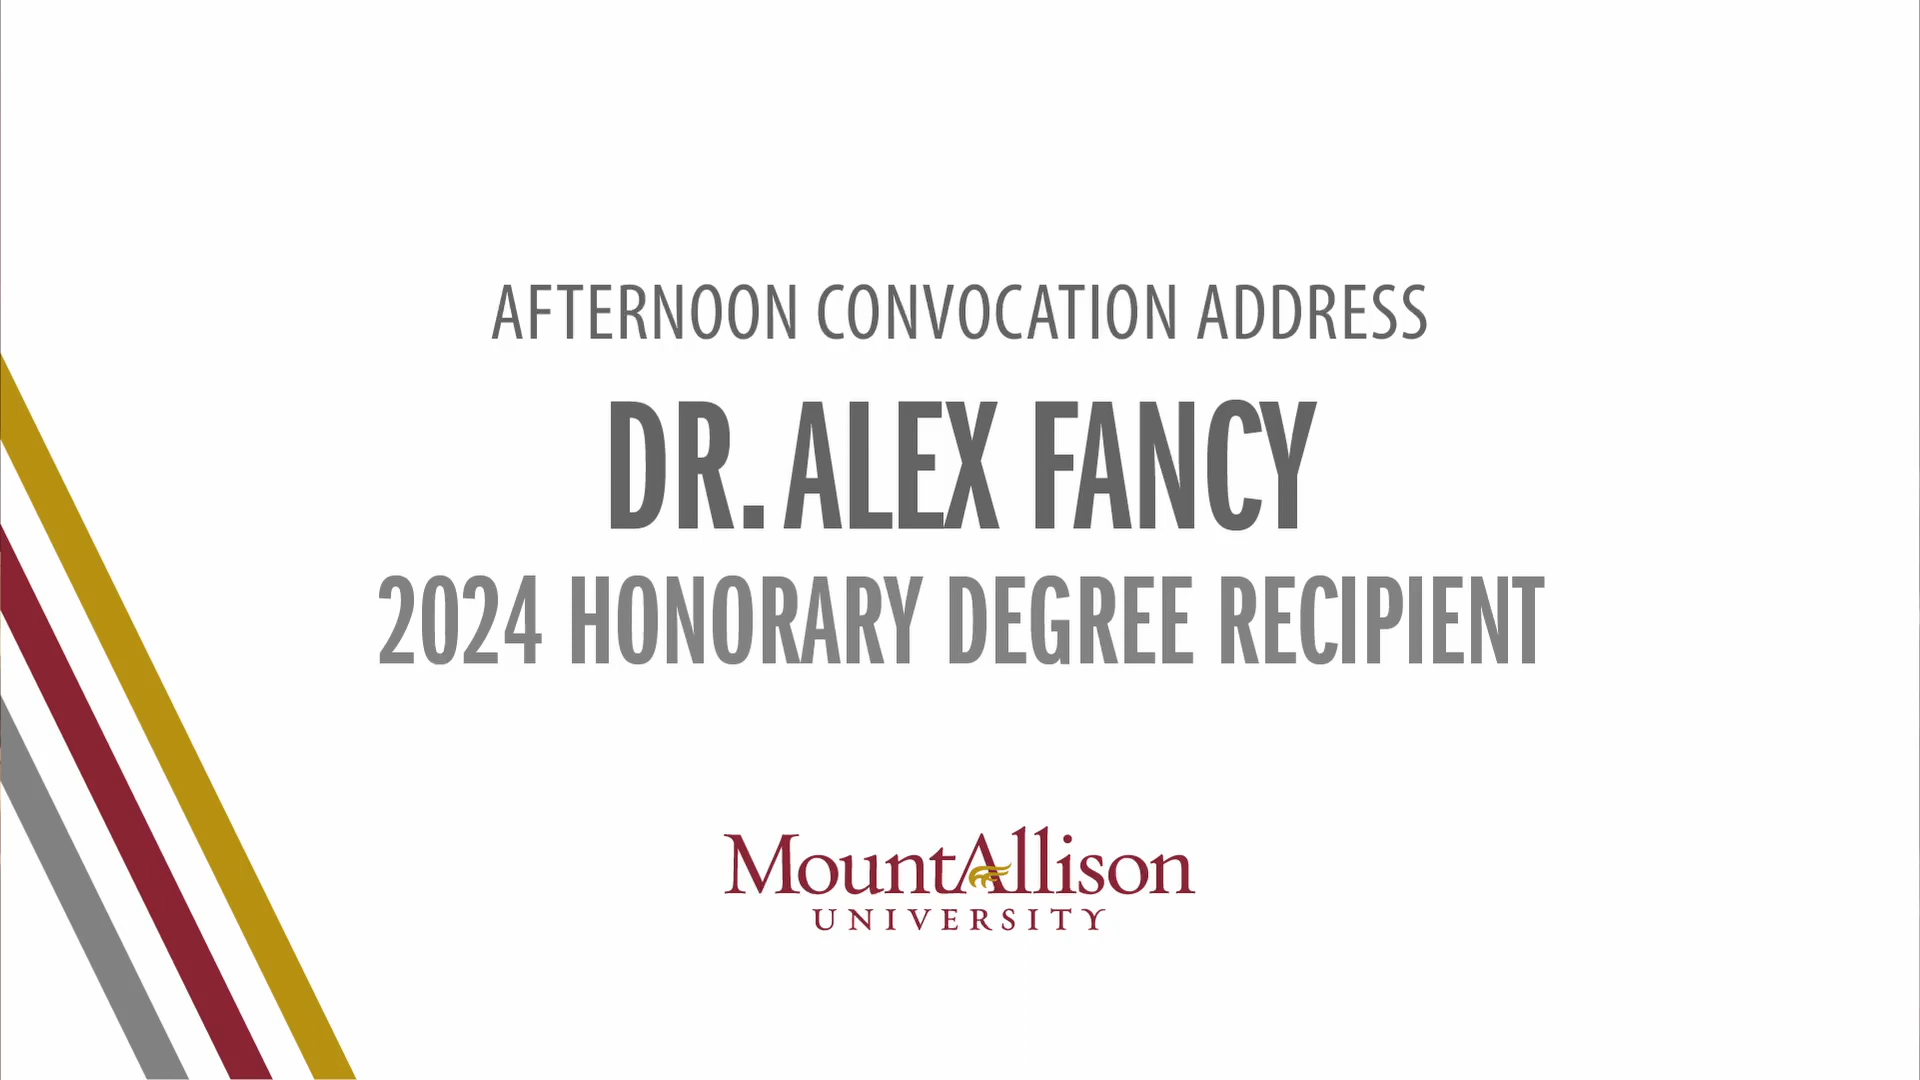 AFTERNOON CONVOCATION ADDRESS
DR. ALEX FANCY
2024 HONORARY DEGREE RECIPIENT
MountAllison
UNIVERSITY